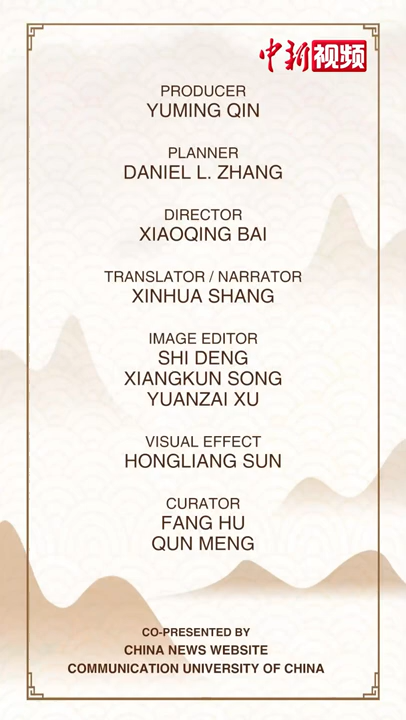 中新视频
PRODUCER
YUMING QIN
PLANNER
DANIEL L. ZHANG
DIRECTOR
XIAOQING BAI
TRANSLATOR / NARRATOR
XINHUA SHANG
IMAGE EDITOR
SHI DENG
XIANGKUN SONG
YUANZAI XU
VISUAL EFFECT
HONGLIANG SUN
CURATOR
FANG HU
QUN MENG
CO-PRESENTED BY
CHINA NEWS WEBSITE
COMMUNICATION UNIVERSITY OF CHINA